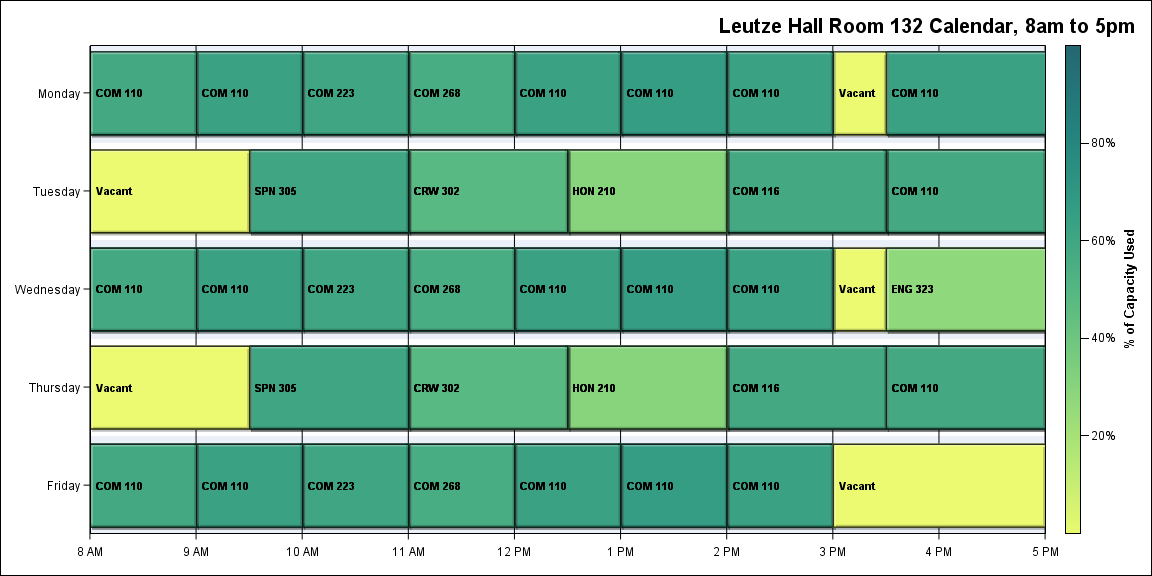 Leutze Hall Room 132 Calendar, 8am to 5pm
Monday
COM 110 COM 110 COM 223 COM 268 COM 110 COM 110 COM 110 Vacant COM 110
Tuesday
Vacant SPN 305 CRW 302 HON 210 COM 116 COM 110
Wednesday
COM 110 COM 110 COM 223 COM 268 COM 110 COM 110 COM 110 Vacant ENG 323
Thursday
Vacant SPN 305 CRW 302 HON 210 COM 116 COM 110
Friday
COM 110 COM 110 COM 223 COM 268 COM 110 COM 110 COM 110 Vacant
8 AM 9 AM 10 AM 11 AM 12 PM 1 PM 2 PM 3 PM 4 PM 5 PM
80%
60%
40%
20%
% of Capacity Used